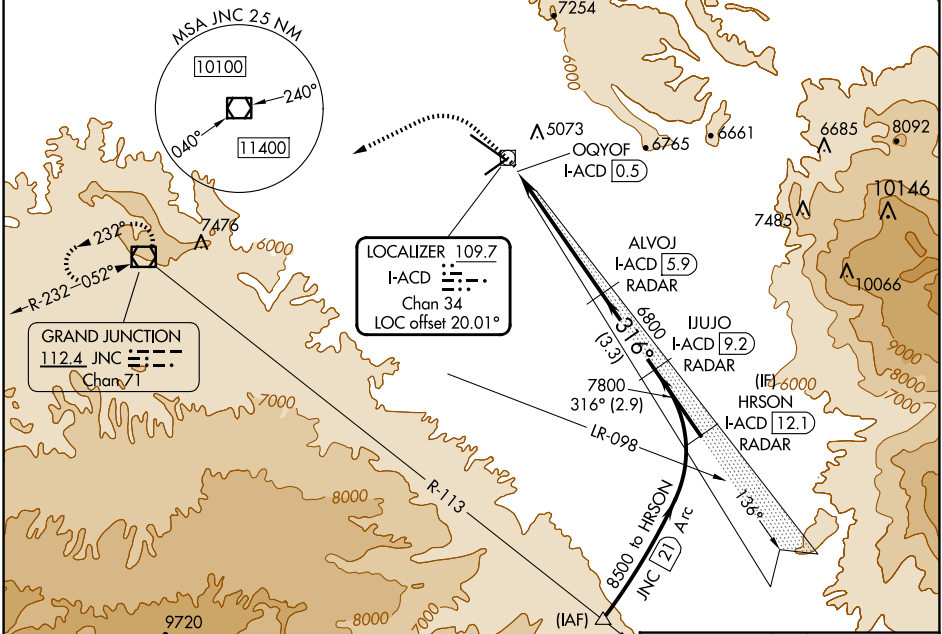 7254
MSA JNC 25 NM
10100
240°
040°
11400
6000
5073
6765
6661
6685
8092
OQYOF
I-ACD 0.5
10146
7485
7476
6000
232°
R-232
052°
LOCALIZER 109.7
I-ACD
Chan 34
LOC offset 20.01°
ALVOJ
I-ACD 5.9
RADAR
10066
GRAND JUNCTION
112.4 JNC
Chan 71
6800
316°
(3.3)
IJUJO
I-ACD 9.2
RADAR
9000
8000
7000
(IF)
6000
HRSON
I-ACD 12.1
RADAR
7800
316° (2.9)
LR-098
7000
R-113
8000
136°
8500 to HRSON
JNC 21 Arc
9720
8000
7000
6000
(IAF)